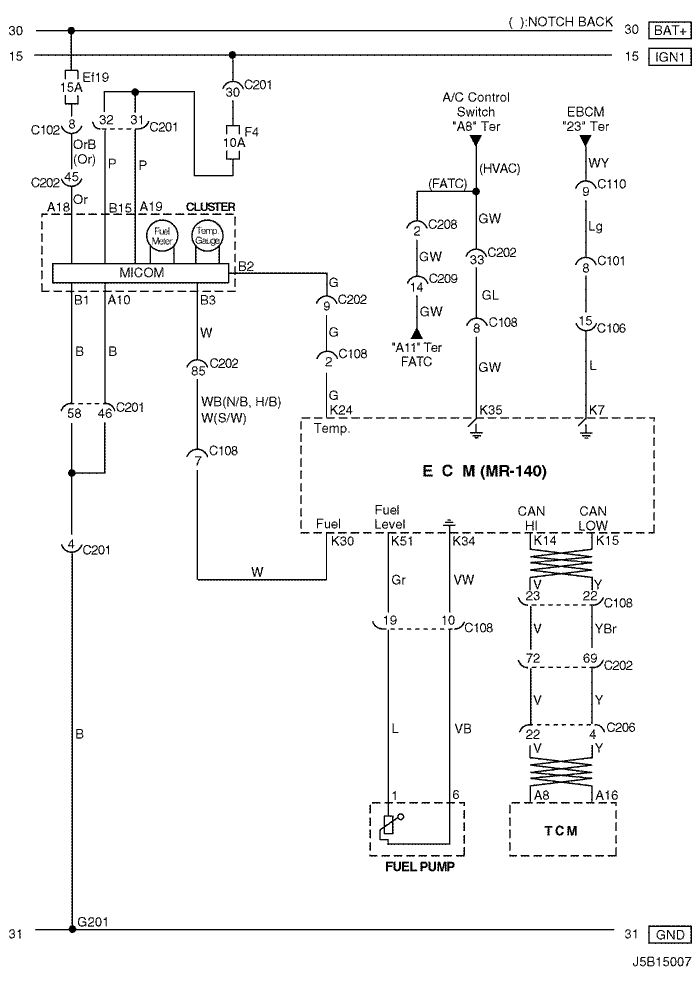 ( ):NOTCH BACK
30 30 BAT+
15 15 IGN1
Ef19
15A
C201
30
F4
10A
A/C Control
Switch
"A8" Ter
EBCM
"23" Ter
C102 8
32 31 C201
OrB
(Or)
P P
C202 45
Or
(HVAC)
(FATC)
WY
9 C110
A18 B15 A19 CLUSTER
Fuel
Meter
Temp.
Gauge
MICOM
B2
C208
2
GW
Lg
GW
C202
33
C101
8
C209
14
B1 A10 B3
G
C202
9
GW
GL
C108
8
15
C106
"A11" Ter
FATC
B B W
G
C108
2
C202
85
GW
L
WB(N/B, H/B)
W(S/W)
G
58 46 C201
K24 K35 K7
Temp.
C108
7
E C M (MR-140)
Fuel
Fuel
Level
CAN
HI
CAN
LOW
K30 K51 K34 K14 K15
4 C201
W
Gr VW
V Y
23 22 C108
19 10 C108
V YBr
72 69 C202
B
L VB
V Y
22 4 C206
V Y
1 6
A8 A16
TCM
FUEL PUMP
G201
31 31 GND
J5B15007